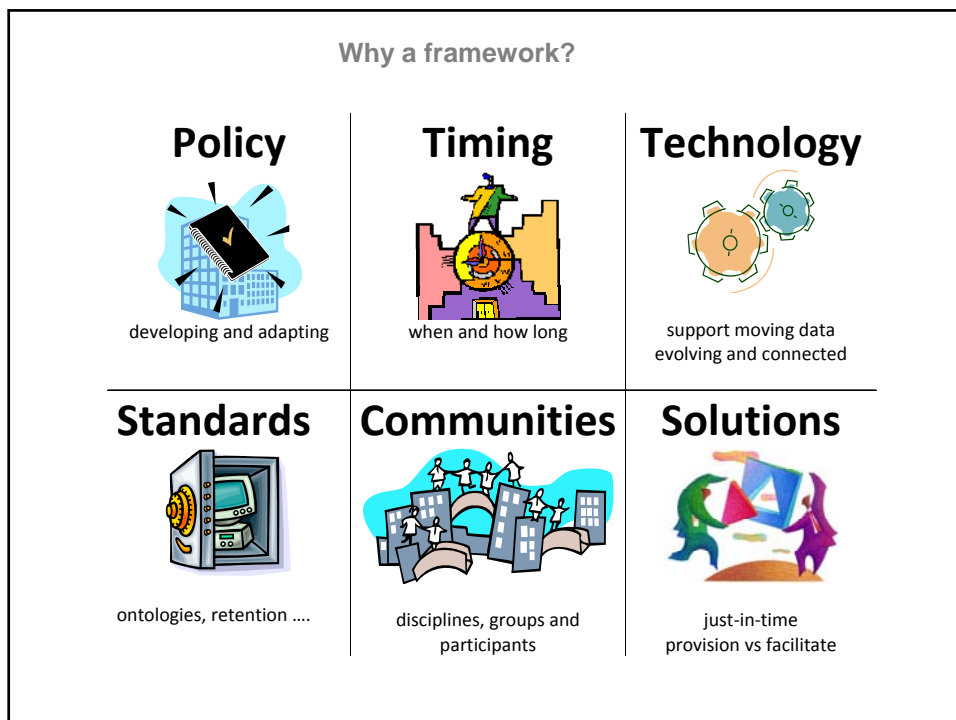 Why a framework?
Policy
developing and adapting
Timing
when and how long
Technology
support moving data
evolving and connected
Standards
ontologies, retention ....
Communities
disciplines, groups and
participants
Solutions
just-in-time
provision vs facilitate